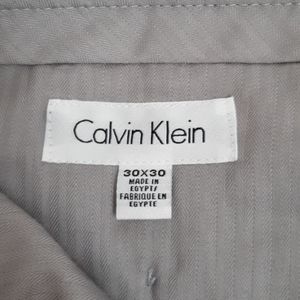 Calvin Klein
30X30
MADE IN
EGYPT/
FABRIQUE EN
EGYPTE